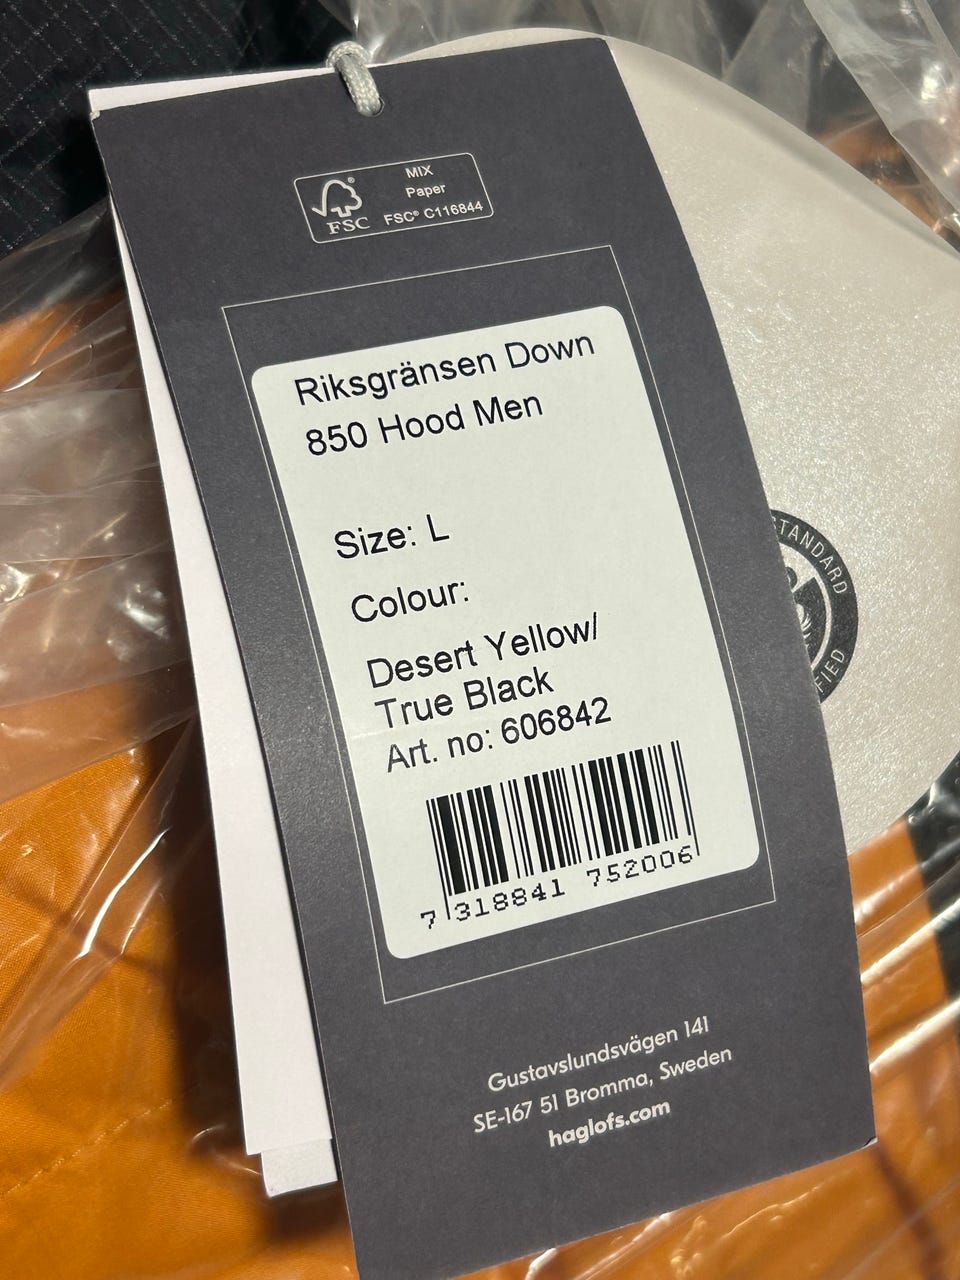 MIX
Paper
FSC® C116844
FSC
Riksgränsen Down
850 Hood Men
Size: L
Colour:
Desert Yellow/
True Black
Art. no: 606842
7 318841 752006
Gustavslundsvägen 141
SE-167 51 Bromma, Sweden
haglofs.com
STANDARD